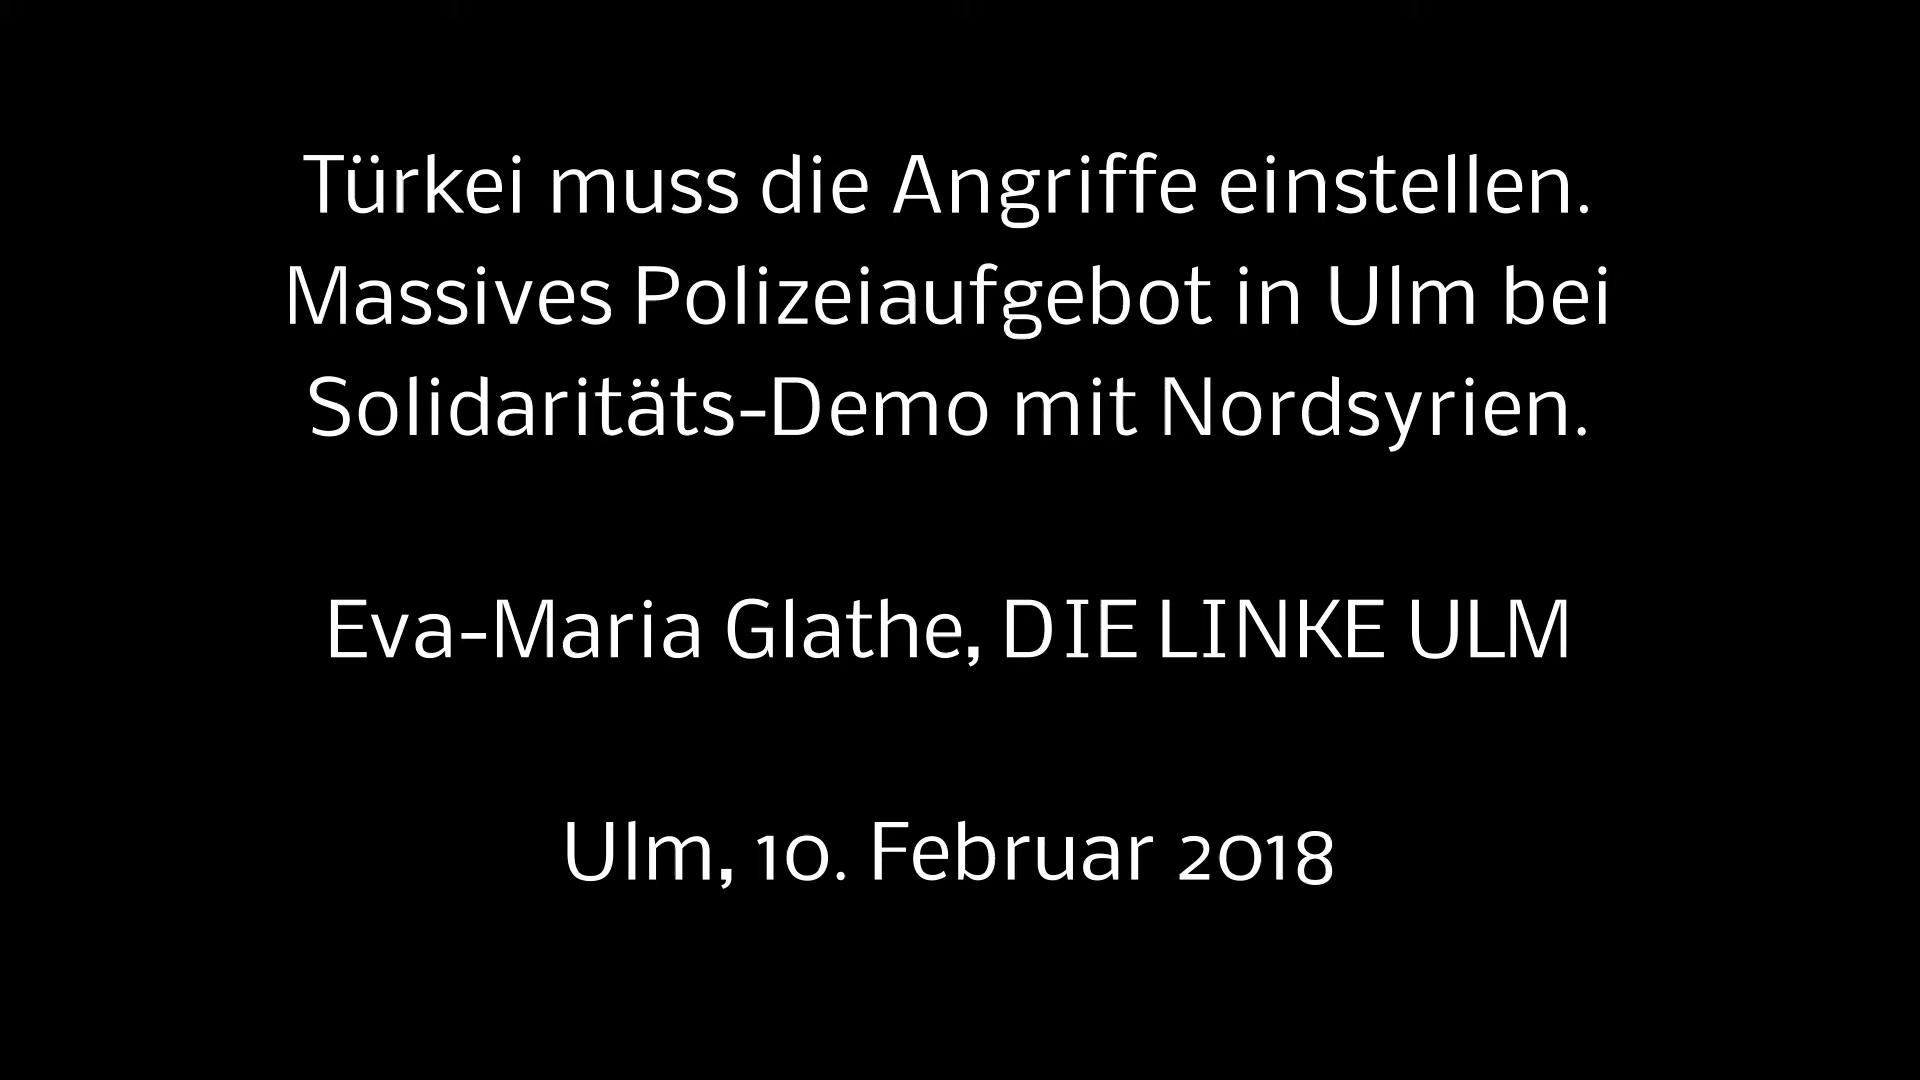 Türkei muss die Angriffe einstellen.
Massives Polizeiaufgebot in Ulm bei
Solidaritäts-Demo mit Nordsyrien.
Eva-Maria Glathe, DIE LINKE ULM
Ulm, 10. Februar 2018